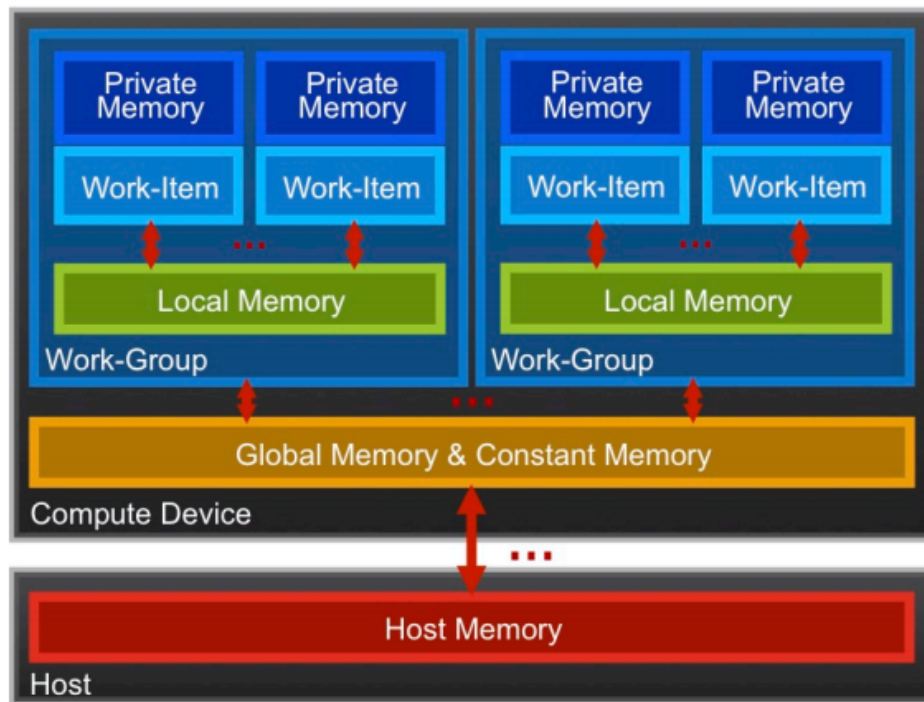 Private
Memory
Private
Memory
Private
Memory
Private
Memory
Work-Item
Work-Item
Work-Item
Work-Item
...
...
Local Memory
Local Memory
Work-Group
Work-Group
...
Global Memory & Constant Memory
Compute Device
...
Host Memory
Host